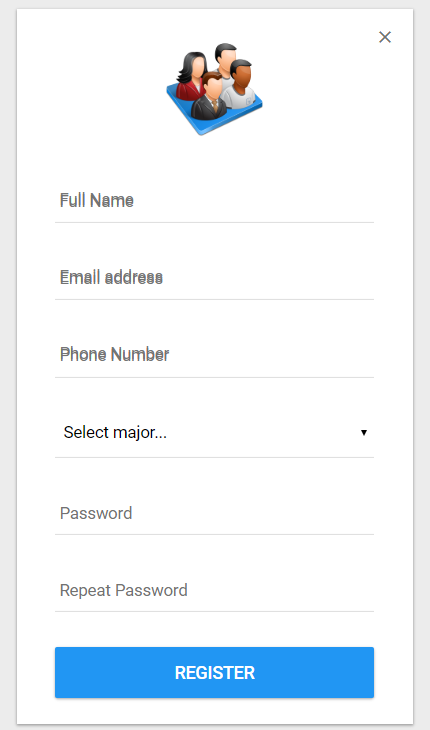 ×
Full Name
Email address
Phone Number
Select major...
Password
Repeat Password
REGISTER